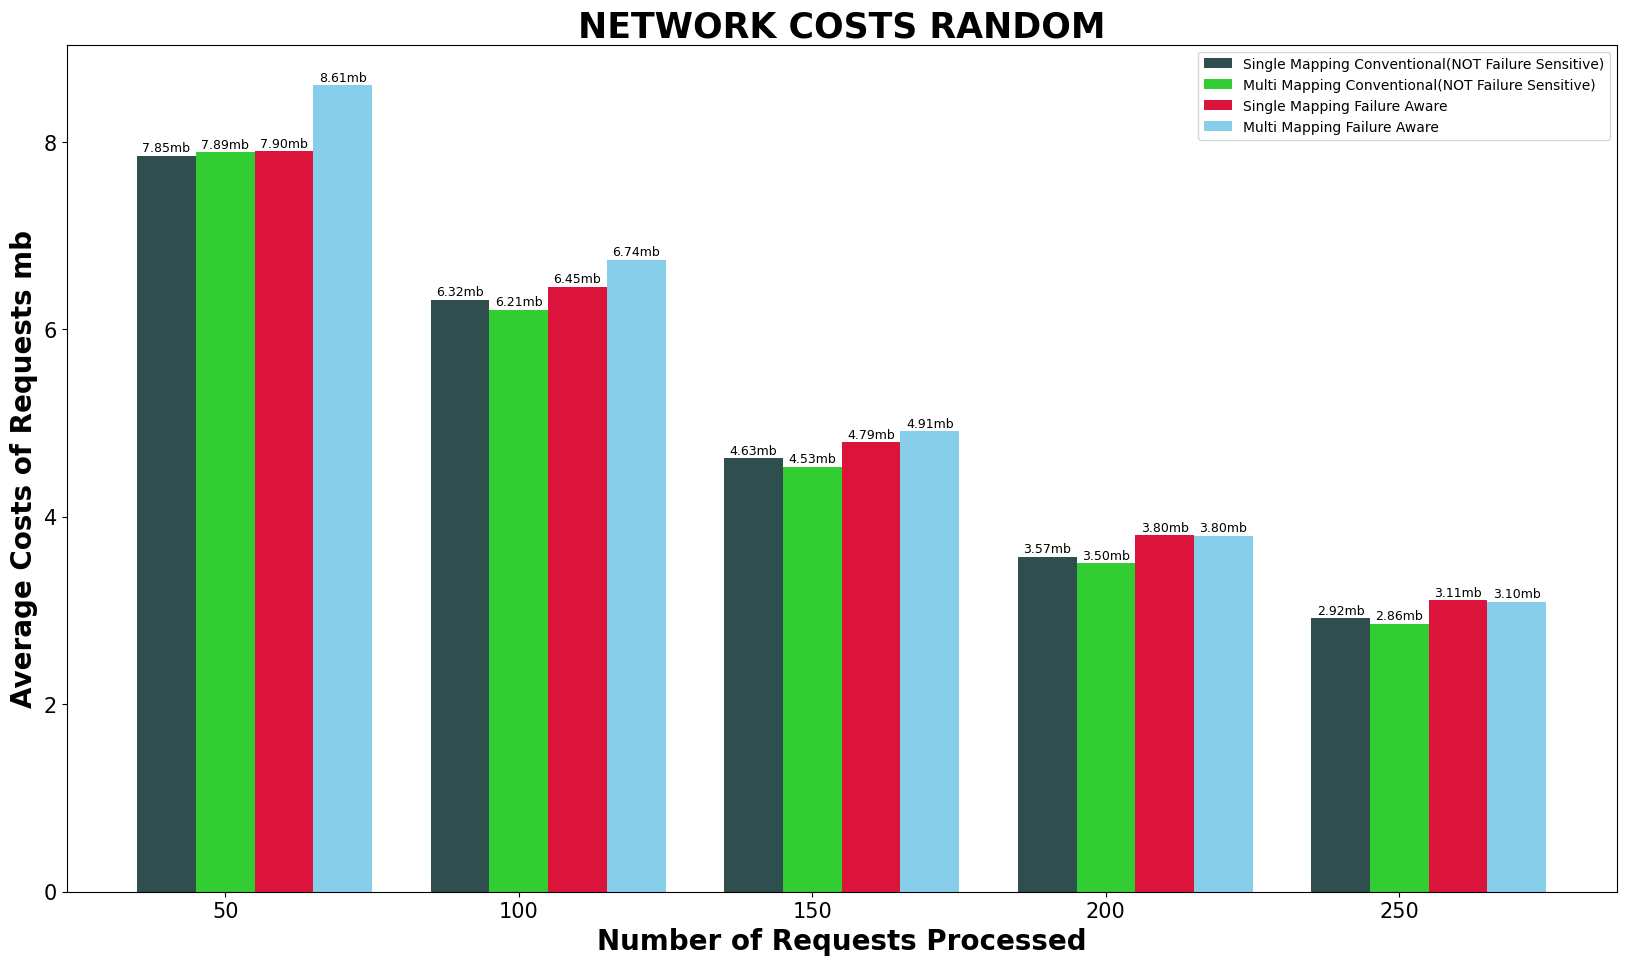 NETWORK COSTS RANDOM
Single Mapping Conventional(NOT Failure Sensitive)
Multi Mapping Conventional(NOT Failure Sensitive)
Single Mapping Failure Aware
Multi Mapping Failure Aware
Average Costs of Requests mb
8
6
4
2
0
7.85mb 7.89mb 7.90mb 8.61mb
6.32mb 6.21mb 6.45mb 6.74mb
4.63mb 4.53mb 4.79mb 4.91mb
3.57mb 3.50mb 3.80mb 3.80mb
2.92mb 2.86mb 3.11mb 3.10mb
50 100 150 200 250
Number of Requests Processed